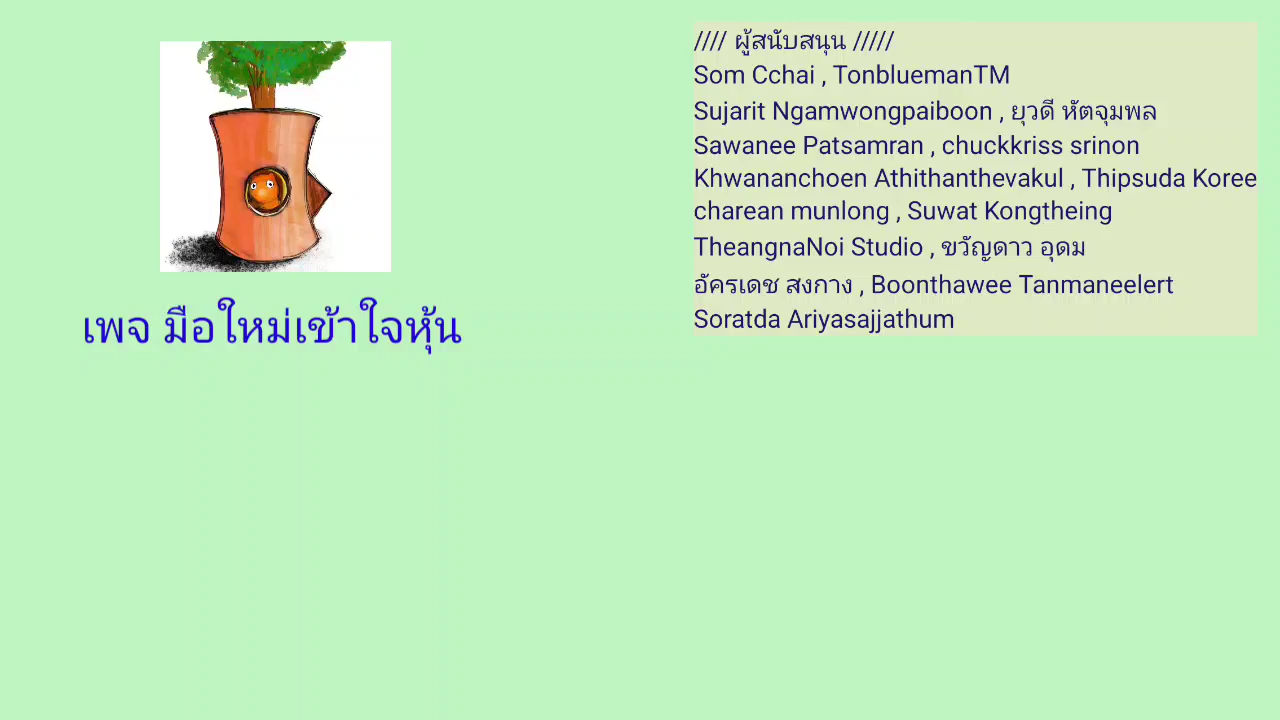 เพจ มือใหม่เข้าใจหุ้น
//// ผู้สนับสนุน /////
Som Cchai , TonbluemanTM
Sujarit Ngamwongpaiboon , ยุวดี หัตจุมพล
Sawanee Patsamran , chuckkriss srinon
Khwananchoen Athithanthevakul , Thipsuda Koree
charean munlong , Suwat Kongtheing
TheangnaNoi Studio , ขวัญดาว อุดม
อัครเดช สงกาง , Boonthawee Tanmaneelert
Soratda Ariyasajjathum